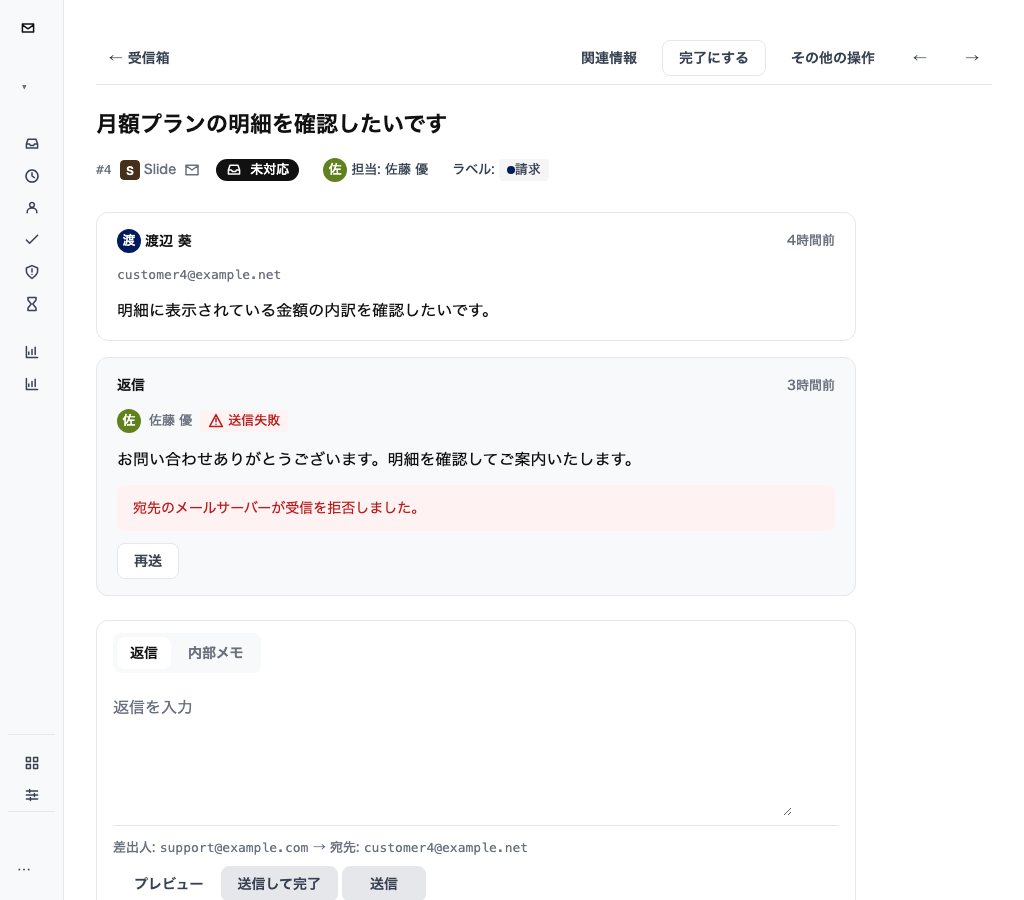 ← 受信箱
関連情報
完了にする
その他の操作
←
→
月額プランの明細を確認したいです
#4 S Slide 未対応 佐 担当: 佐藤 優 ラベル: 請求
渡 渡辺 葵 4時間前
customer4@example.net
明細に表示されている金額の内訳を確認したいです。
返信 3時間前
佐 佐藤 優 送信失敗
お問い合わせありがとうございます。明細を確認してご案内いたします。
宛先のメールサーバーが受信を拒否しました。
再送
返信 内部メモ
返信を入力
差出人: support@example.com → 宛先: customer4@example.net
プレビュー 送信して完了 送信